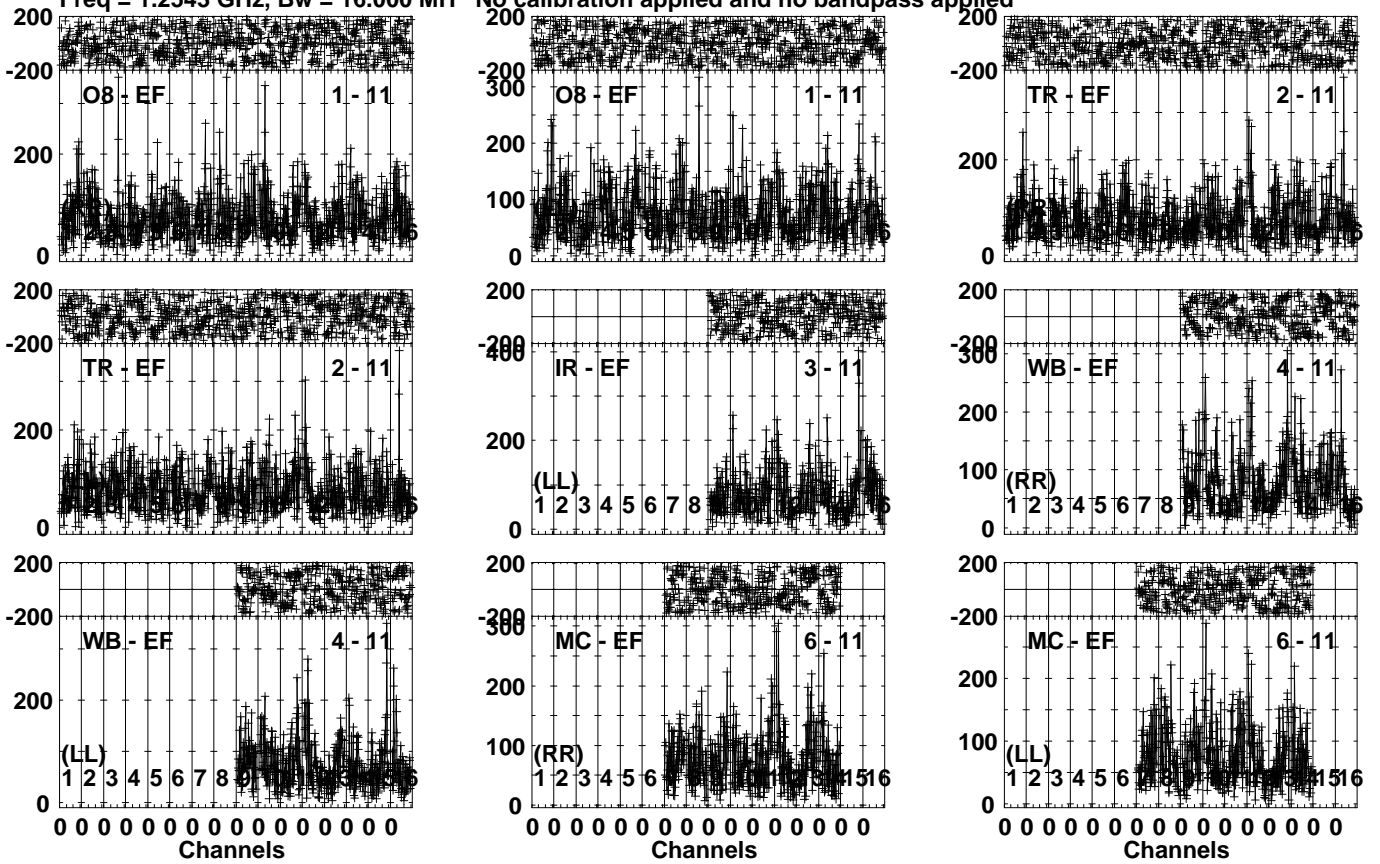 Freq = 1.2543 GHz, Bw = 16.000 MH No calibration applied and no bandpass applied
200
-200
O8 - EF 1 - 11
200
0
200
-200
300
O8 - EF 1 - 11
200
100
0
200
-200
TR - EF 2 - 11
200
0
200
-200
TR - EF 2 - 11
200
0
200
-200
400
IR - EF 3 - 11
200
(LL)
1 2 3 4 5 6 7 8
0
200
-200
300
WB - EF 4 - 11
200
100
(RR)
1 2 3 4 5 6 7 8
0
200
-200
WB - EF 4 - 11
200
(LL)
1 2 3 4 5 6 7 8
0
0 0 0 0 0 0 0 0 0 0 0 0 0 0 0 0
Channels
200
-200
300
MC - EF 6 - 11
200
100
(RR)
1 2 3 4 5 6 15 16
0
0 0 0 0 0 0 0 0 0 0 0 0 0 0 0 0
Channels
200
-200
MC - EF 6 - 11
200
100
(LL)
1 2 3 4 5 6 15 16
0
0 0 0 0 0 0 0 0 0 0 0 0 0 0 0 0
Channels